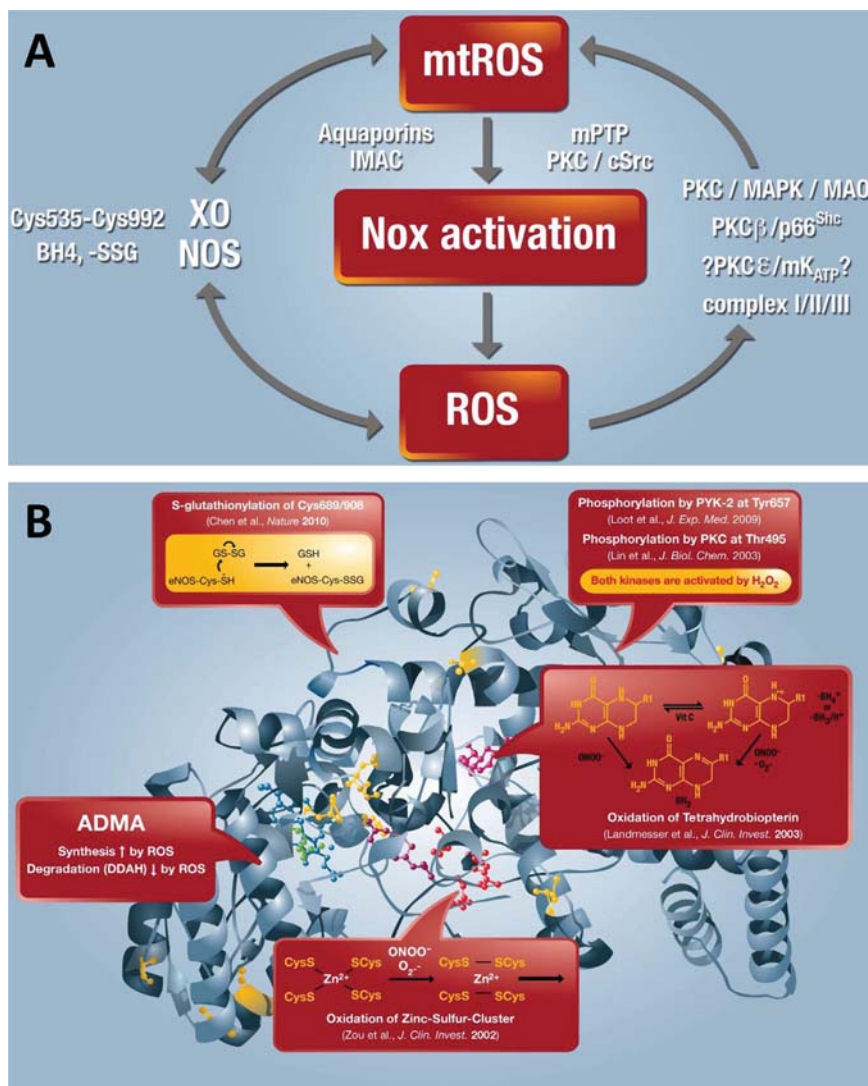 A
mtROS
Aquaporins
IMAC
mPTP
PKC / cSrc
Cys535-Cys992
BH4, -SSG
XO
NOS
Nox activation
PKC / MAPK / MAO
PKCβ/p66Shc
?PKCε/mKATP?
complex I/II/III
ROS
B
S-glutathionylation of Cys689/908
(Chen et al., Nature 2010)
GS-SG
eNOS-Cys-SH
GSH
+
eNOS-Cys-SSG
Phosphorylation by PYK-2 at Tyr657
(Loot et al., J. Exp. Med. 2009)
Phosphorylation by PKC at Thr495
(Lin et al., J. Biol. Chem. 2003)
Both kinases are activated by H2O2
Vit C
ONOO⁻
ONOO⁻
Oxidation of Tetrahydrobiopterin
(Landmesser et al., J. Clin Invest. 2003)
ADMA
Synthesis ↑ by ROS
Degradation (DDAH) ↓ by ROS
CysS SCys
Zn2+
CysS SCys
ONOO⁻
O2·-
CysS — SCys
Zn2+
CysS — SCys
Oxidation of Zinc-Sulfur-Cluster
(Zou et al., J. Clin. Invest. 2002)